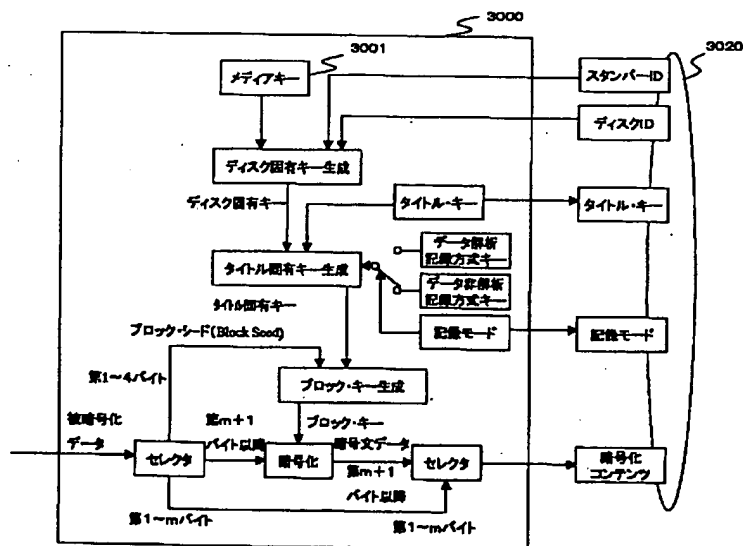 3000
3001
3020
メディアキー
スタンパーID
ディスクID
ディスク固有キー生成
ディスク固有キー
タイトル・キー
タイトル・キー
データ解析
記録方式キー
タイトル固有キー生成
データ非解析
記録方式キー
タイトル固有キー
記録モード
記録モード
ブロック・シード(Block Seed)
第1~4バイト
ブロック・キー生成
ブロック・キー
被暗号化
データ
第m+1
バイト以降
暗号文データ
第m+1
バイト以降
セレクタ
暗号化
セレクタ
暗号化
コンテンツ
第1~mバイト
第1~mバイト